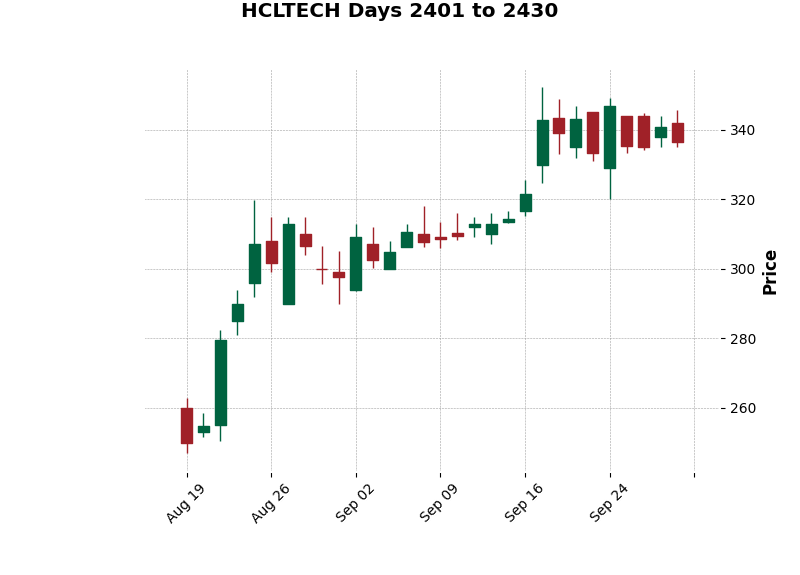 HCLTECH Days 2401 to 2430
340
320
300
280
260
Price
Aug 19
Aug 26
Sep 02
Sep 09
Sep 16
Sep 24